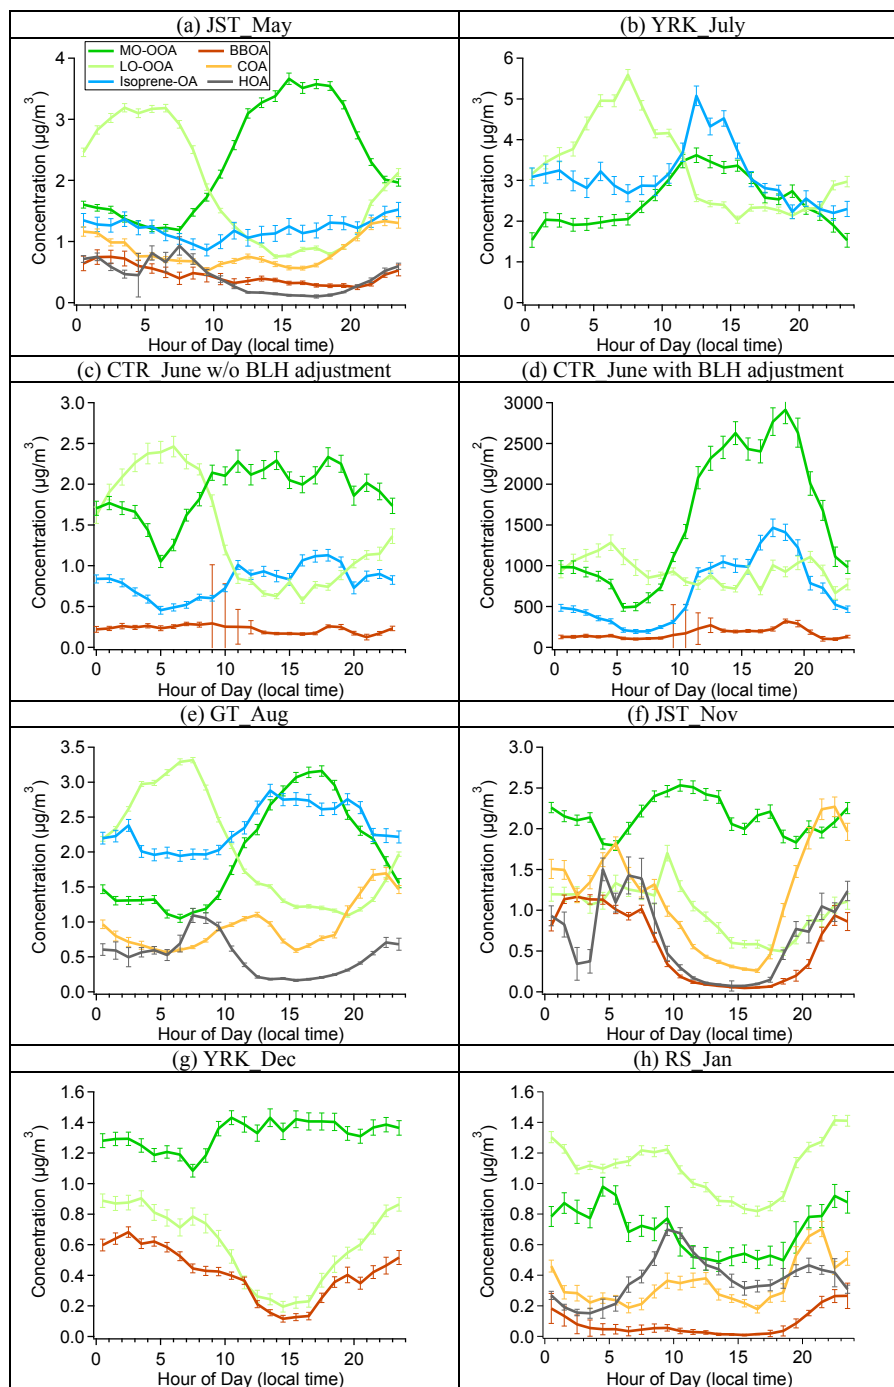 (a) JST_May
(b) YRK_July
MO-OOA
BBOA
LO-OOA
COA
Isoprene-OA
HOA
Concentration (µg/m³)
4
3
2
1
0
0 5 10 15 20
Hour of Day (local time)
Concentration (µg/m³)
6
5
4
3
2
1
0
0 5 10 15 20
Hour of Day (local time)
(c) CTR_June w/o BLH adjustment
(d) CTR_June with BLH adjustment
Concentration (µg/m³)
3.0
2.5
2.0
1.5
1.0
0.5
0.0
0 5 10 15 20
Hour of Day (local time)
Concentration (µg/m²)
3000
2500
2000
1500
1000
500
0
0 5 10 15 20
Hour of Day (local time)
(e) GT_Aug
(f) JST_Nov
Concentration (µg/m³)
3.5
3.0
2.5
2.0
1.5
1.0
0.5
0.0
0 5 10 15 20
Hour of Day (local time)
Concentration (µg/m³)
3.0
2.5
2.0
1.5
1.0
0.5
0.0
0 5 10 15 20
Hour of Day (local time)
(g) YRK_Dec
(h) RS_Jan
Concentration (µg/m³)
1.6
1.4
1.2
1.0
0.8
0.6
0.4
0.2
0.0
0 5 10 15 20
Hour of Day (local time)
Concentration (µg/m³)
1.6
1.4
1.2
1.0
0.8
0.6
0.4
0.2
0.0
0 5 10 15 20
Hour of Day (local time)